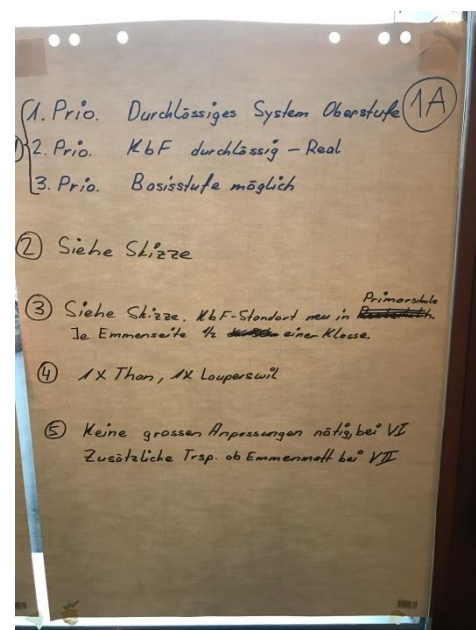 1A
1. Prio. Durchlässiges System Oberstufe
2. Prio. KbF durchlässig – Real
3. Prio. Basisstufe möglich
② Siehe Skizze
③ Siehe Skizze. KbF-Standort neu in Primarschule
Je Emmenseite 1/2 einer Klasse.
④ 1x Than, 1x Lauperswil
⑤ Keine grossen Anpassungen nötig, bei VI
Zusätzliche Trsp. ab Emmenmatt bei VII